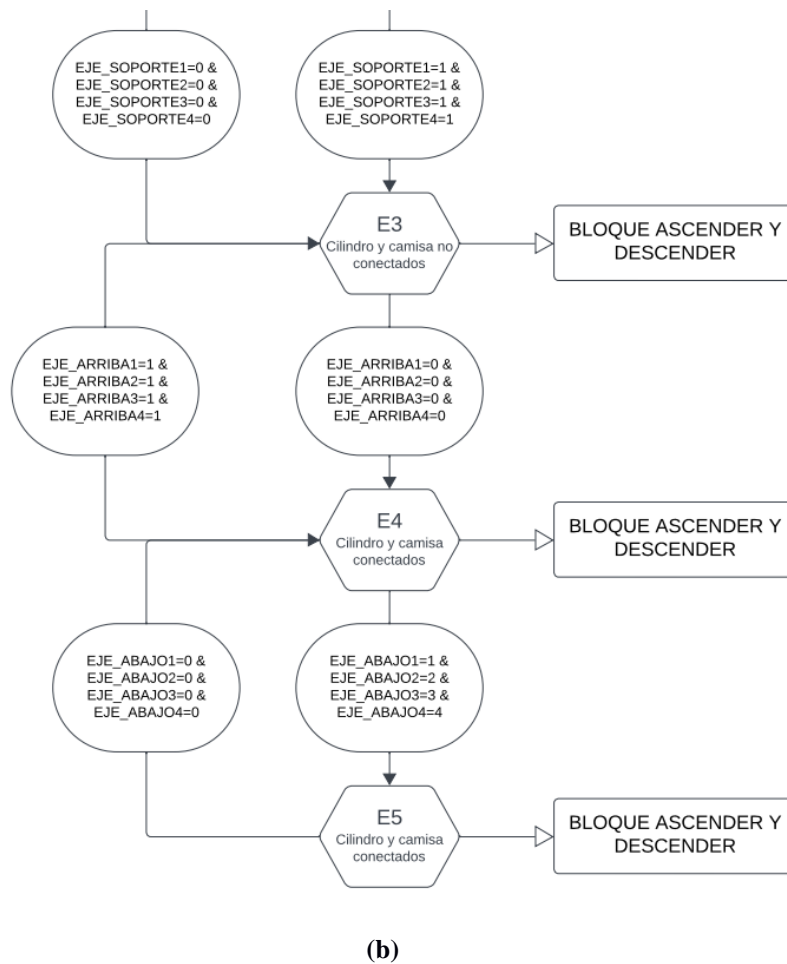 EJE_SOPORTE1=0 &
EJE_SOPORTE2=0 &
EJE_SOPORTE3=0 &
EJE_SOPORTE4=0
EJE_SOPORTE1=1 &
EJE_SOPORTE2=1 &
EJE_SOPORTE3=1 &
EJE_SOPORTE4=1
E3
Cilindro y camisa no
conectados
BLOQUE ASCENDER Y
DESCENDER
EJE_ARRIBA1=1 &
EJE_ARRIBA2=1 &
EJE_ARRIBA3=1 &
EJE_ARRIBA4=1
EJE_ARRIBA1=0 &
EJE_ARRIBA2=0 &
EJE_ARRIBA3=0 &
EJE_ARRIBA4=0
E4
Cilindro y camisa
conectados
BLOQUE ASCENDER Y
DESCENDER
EJE_ABAJO1=0 &
EJE_ABAJO2=0 &
EJE_ABAJO3=0 &
EJE_ABAJO4=0
EJE_ABAJO1=1 &
EJE_ABAJO2=2 &
EJE_ABAJO3=3 &
EJE_ABAJO4=4
E5
Cilindro y camisa
conectados
BLOQUE ASCENDER Y
DESCENDER
(b)